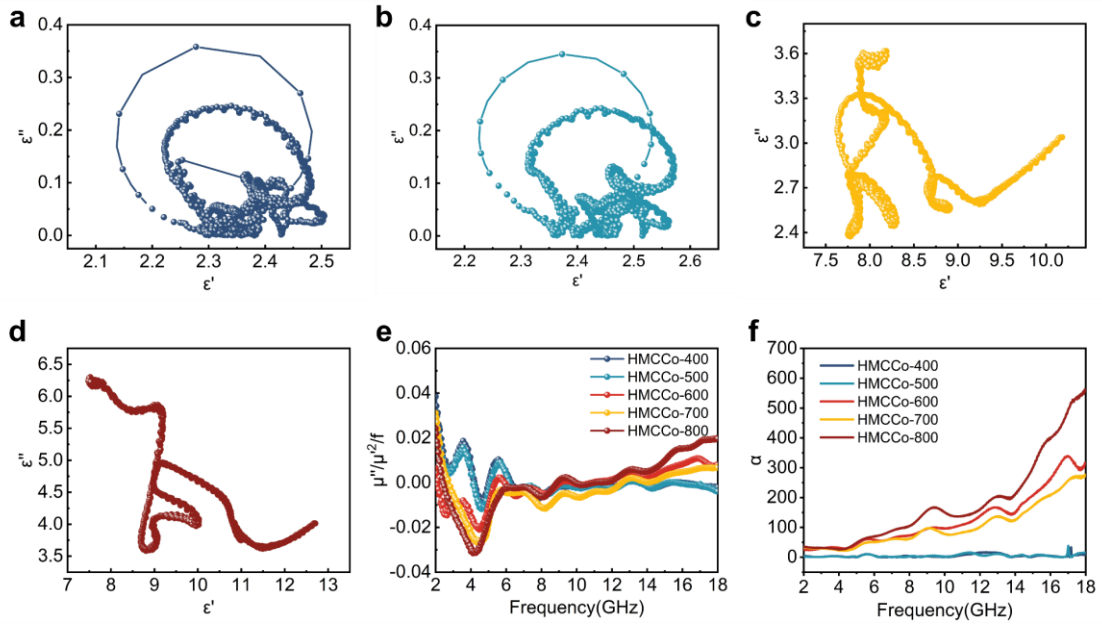 a
0.4
0.3
0.2
0.1
0.0
ε"
2.1 2.2 2.3 2.4 2.5
ε'
b
0.4
0.3
0.2
0.1
0.0
ε"
2.2 2.3 2.4 2.5 2.6
ε'
c
3.6
3.3
3.0
2.7
2.4
ε"
7.5 8.0 8.5 9.0 9.5 10.0
ε'
d
6.5
6.0
5.5
5.0
4.5
4.0
3.5
ε"
7 8 9 10 11 12 13
ε'
e
0.06
0.04
0.02
0.00
-0.02
-0.04
μ"/μ'²/f
HMCCo-400
HMCCo-500
HMCCo-600
HMCCo-700
HMCCo-800
2 4 6 8 10 12 14 16 18
Frequency(GHz)
f
700
600
500
400
300
200
100
0
α
HMCCo-400
HMCCo-500
HMCCo-600
HMCCo-700
HMCCo-800
2 4 6 8 10 12 14 16 18
Frequency(GHz)